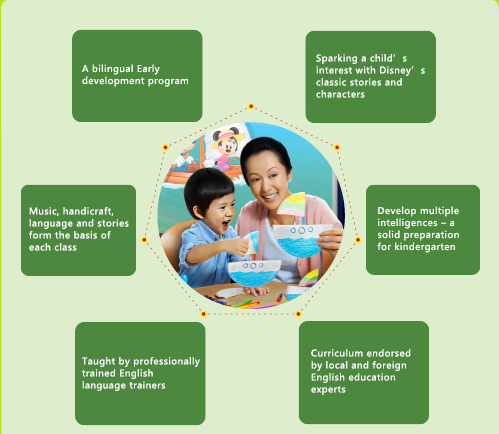 A bilingual Early
development program
Sparking a child’s
interest with Disney’s
classic stories and
characters
Music, handicraft,
language and stories
form the basis of
each class
Develop multiple
intelligences – a
solid preparation
for kindergarten
Taught by professionally
trained English
language trainers
Curriculum endorsed
by local and foreign
English education
experts